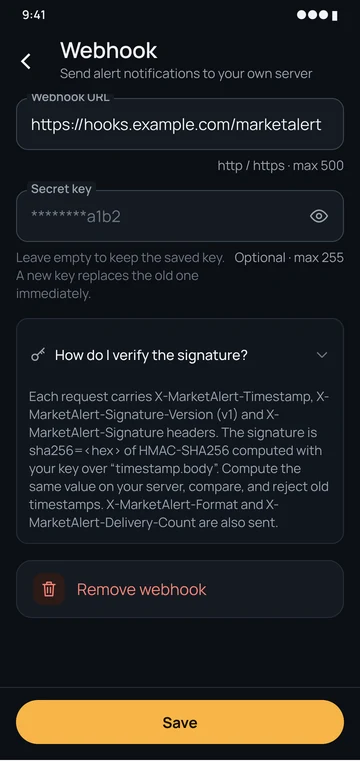 9:41
Webhook
Send alert notifications to your own server
Webhook URL
https://hooks.example.com/marketalert
http / https · max 500
Secret key
********a1b2
Leave empty to keep the saved key. Optional · max 255
A new key replaces the old one
immediately.
How do I verify the signature?
Each request carries X-MarketAlert-Timestamp, X-
MarketAlert-Signature-Version (v1) and X-
MarketAlert-Signature headers. The signature is
sha256=<hex> of HMAC-SHA256 computed with
your key over “timestamp.body”. Compute the
same value on your server, compare, and reject old
timestamps. X-MarketAlert-Format and X-
MarketAlert-Delivery-Count are also sent.
Remove webhook
Save